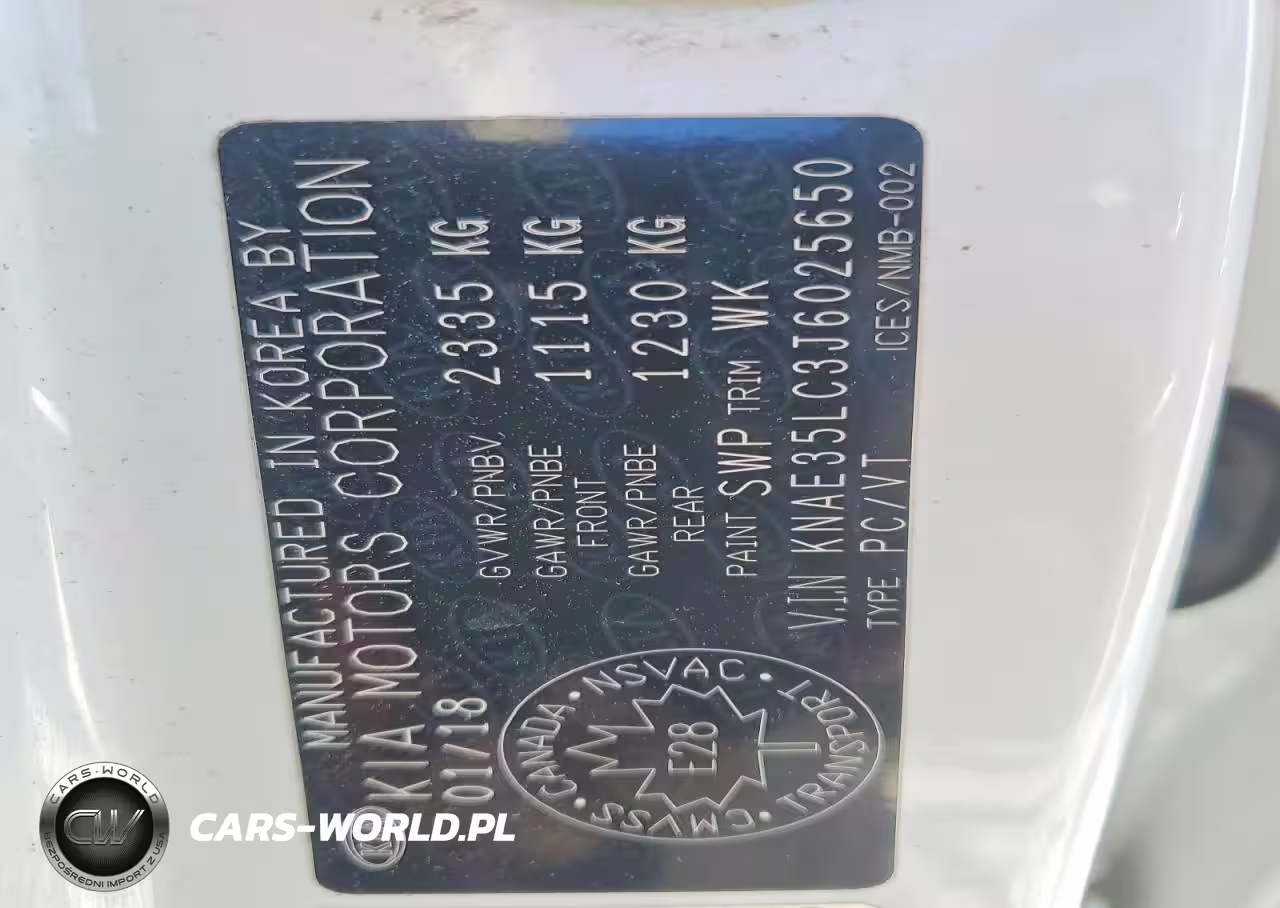 MANUFACTURED IN KOREA BY
KIA MOTORS CORPORATION
01/18
GVWR/PNBV 2335 KG
GAWR/PNBE 1115 KG
FRONT
GAWR/PNBE 1230 KG
REAR
PAINT SWP TRIM WK
V.I.N KNAE35LC3J6025650
TYPE PC/VT ICES/NMB-002
CANADA · NSVAC ·
E28
CMVSS · TRANSPORT
KIA
CARS-WORLD
CW
BEZPOŚREDNI IMPORT Z USA
CARS-WORLD.PL